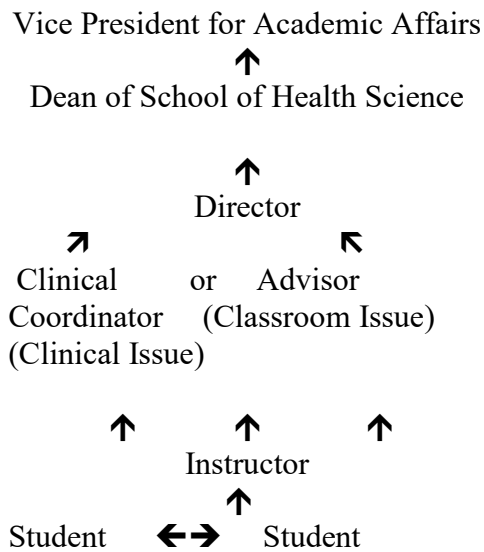 Vice President for Academic Affairs
↑
Dean of School of Health Science
↑
Director
↗ ↖
Clinical or Advisor
Coordinator (Classroom Issue)
(Clinical Issue)
↑ ↑ ↑
Instructor
↑
Student ←→ Student